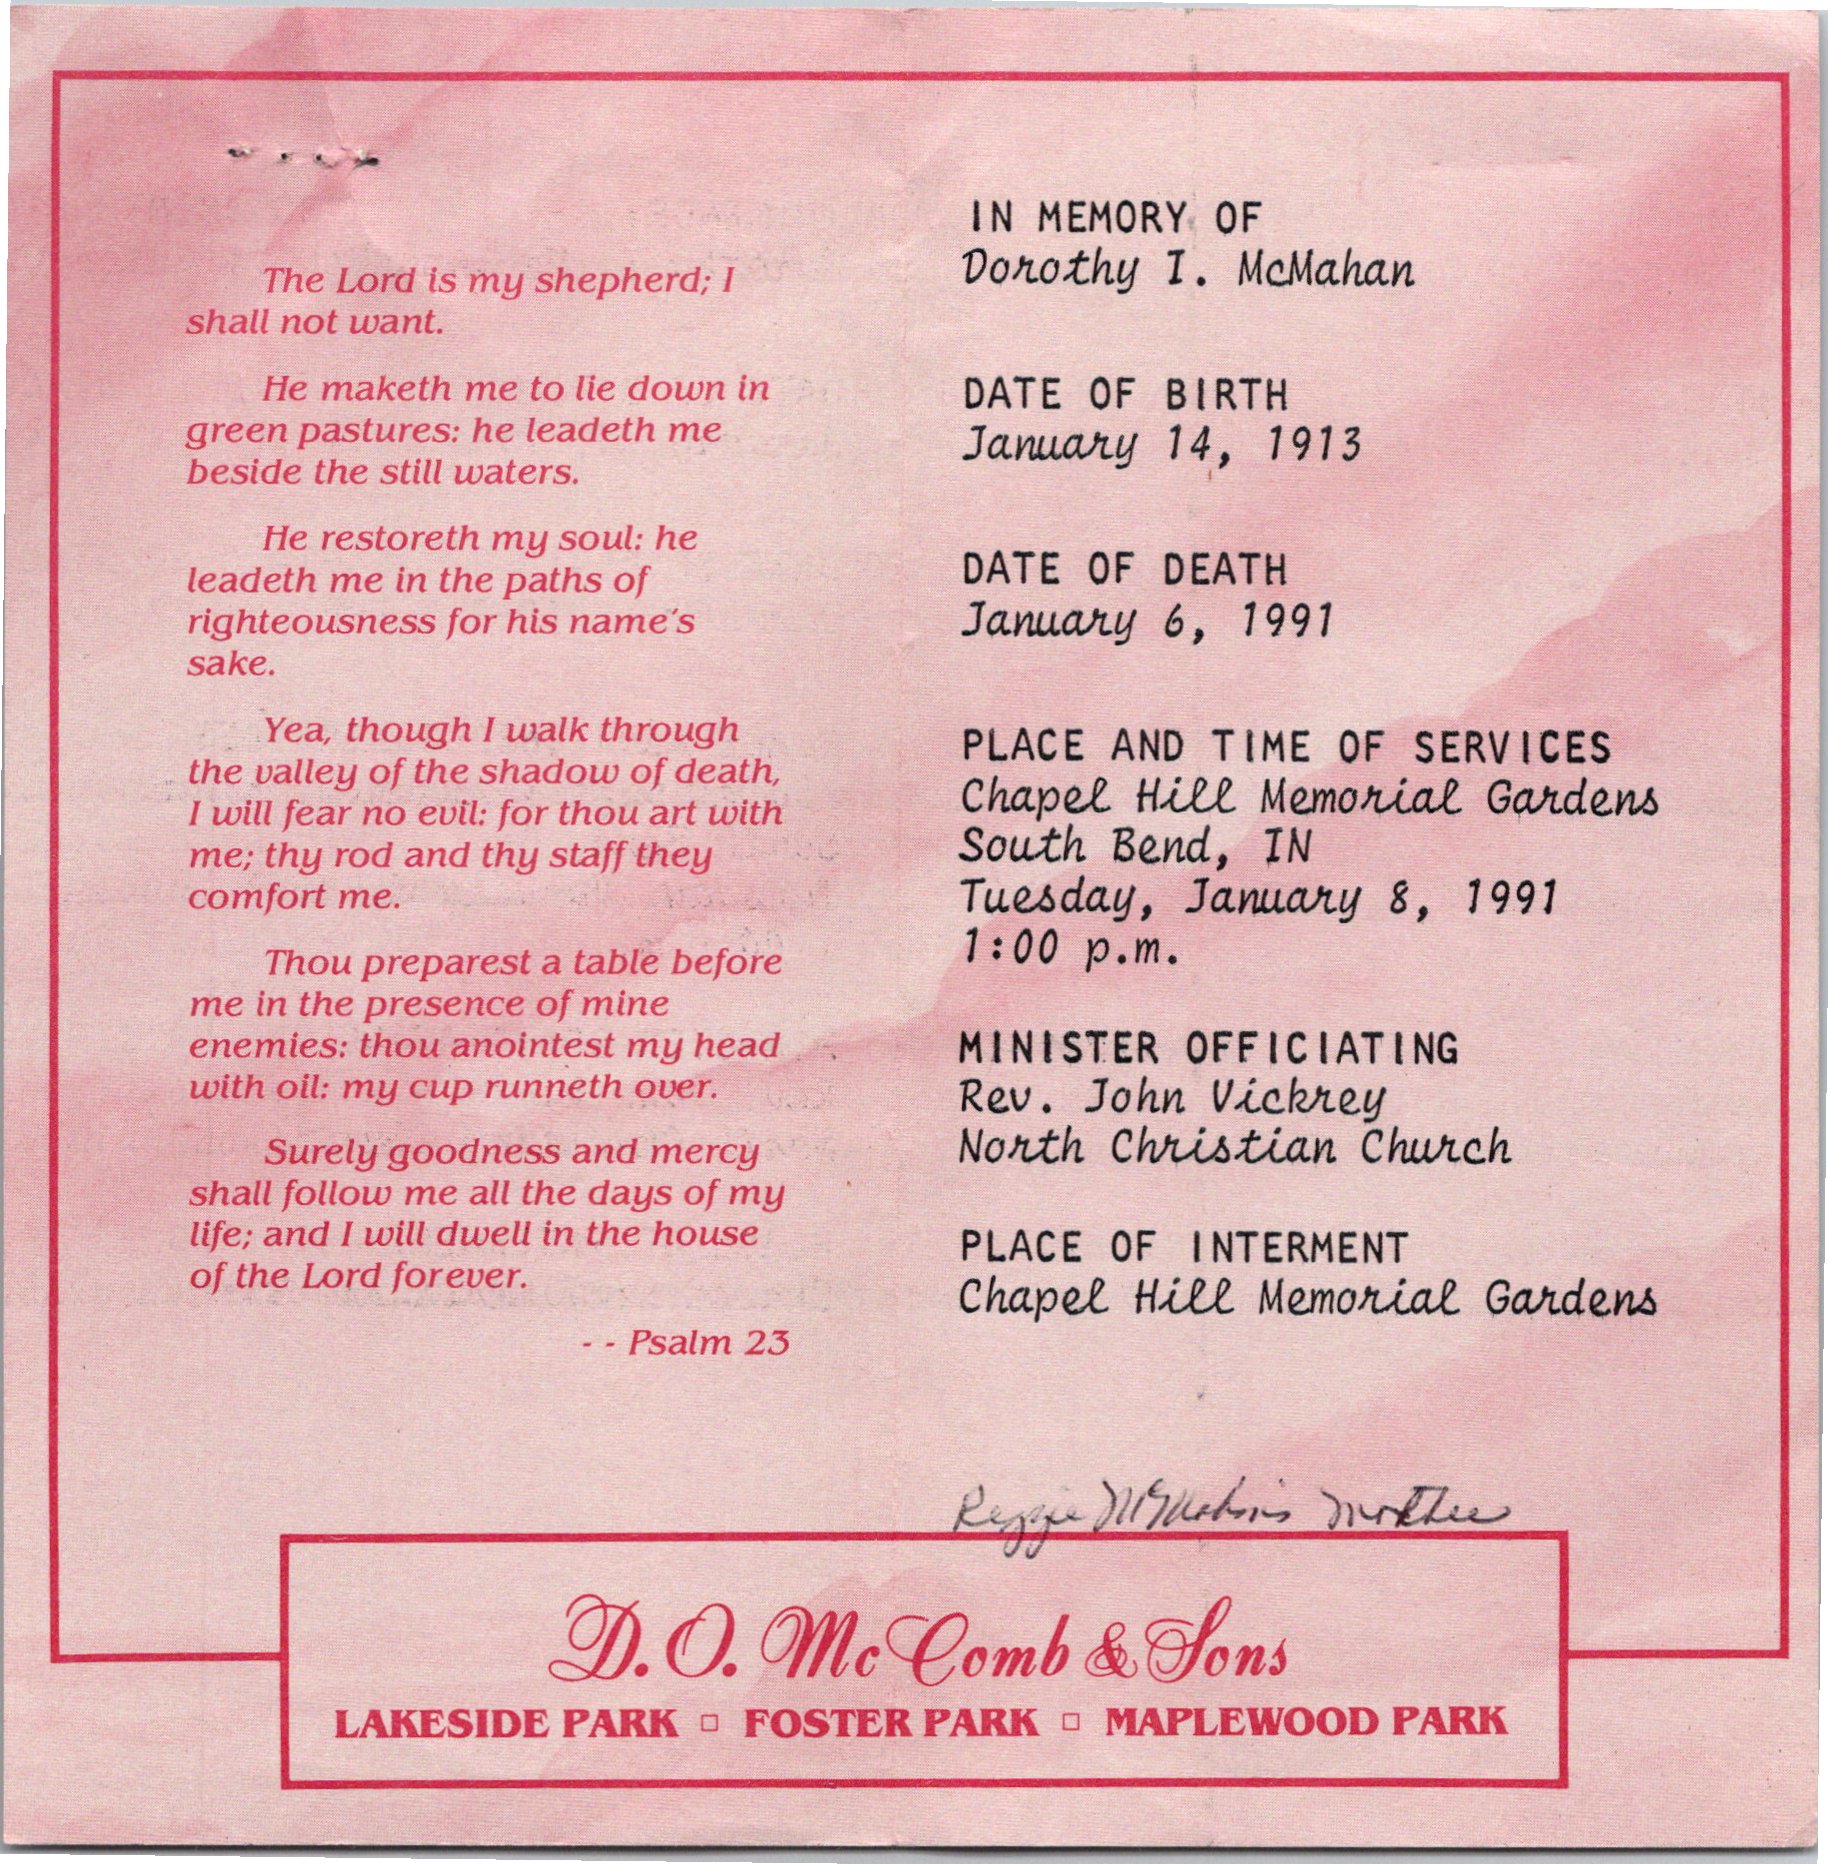 The Lord is my shepherd; I
shall not want.
He maketh me to lie down in
green pastures: he leadeth me
beside the still waters.
He restoreth my soul: he
leadeth me in the paths of
righteousness for his name's
sake.
Yea, though I walk through
the valley of the shadow of death,
I will fear no evil: for thou art with
me; thy rod and thy staff they
comfort me.
Thou preparest a table before
me in the presence of mine
enemies: thou anointest my head
with oil: my cup runneth over.
Surely goodness and mercy
shall follow me all the days of my
life; and I will dwell in the house
of the Lord forever.
-- Psalm 23
IN MEMORY OF
Dorothy I. McMahan
DATE OF BIRTH
January 14, 1913
DATE OF DEATH
January 6, 1991
PLACE AND TIME OF SERVICES
Chapel Hill Memorial Gardens
South Bend, IN
Tuesday, January 8, 1991
1:00 p.m.
MINISTER OFFICIATING
Rev. John Vickrey
North Christian Church
PLACE OF INTERMENT
Chapel Hill Memorial Gardens
Reggie McMahan's Mother
D. O. McComb & Sons
LAKESIDE PARK □ FOSTER PARK □ MAPLEWOOD PARK